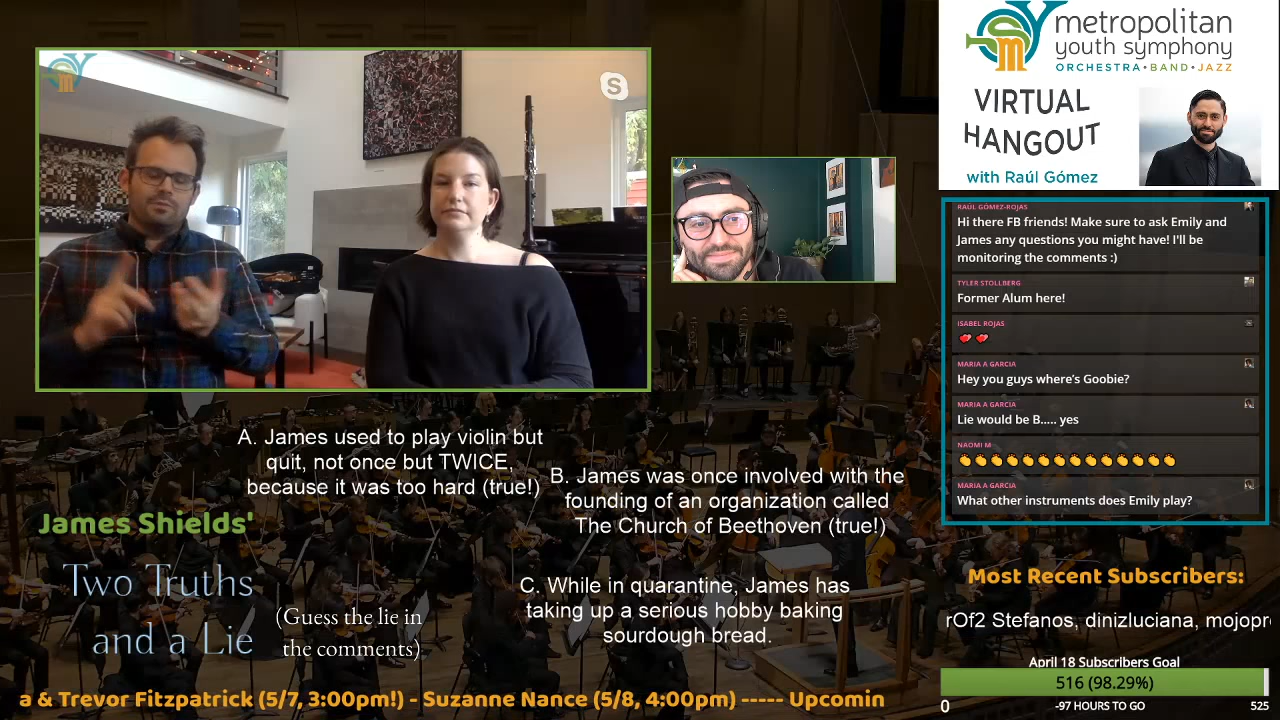 metropolitan
youth symphony
ORCHESTRA•BAND•JAZZ
VIRTUAL
HANGOUT
with Raúl Gómez
RAÚL GÓMEZ-ROJAS
Hi there FB friends! Make sure to ask Emily and
James any questions you might have! I'll be
monitoring the comments :)
TYLER STOLLBERG
Former Alum here!
ISABEL ROJAS
MARIA A GARCIA
Hey you guys where's Goobie?
MARIA A GARCIA
Lie would be B..... yes
NAOMI M
MARIA A GARCIA
What other instruments does Emily play?
A. James used to play violin but
quit, not once but TWICE,
because it was too hard (true!)
B. James was once involved with the
founding of an organization called
The Church of Beethoven (true!)
James Shields'
Two Truths
and a Lie
(Guess the lie in
the comments)
C. While in quarantine, James has
taking up a serious hobby baking
sourdough bread.
Most Recent Subscribers:
rOf2 Stefanos, dinizluciana, mojopr
April 18 Subscribers Goal
516 (98.29%)
0 -97 HOURS TO GO 525
a & Trevor Fitzpatrick (5/7, 3:00pm!) - Suzanne Nance (5/8, 4:00pm) ----- Upcomin